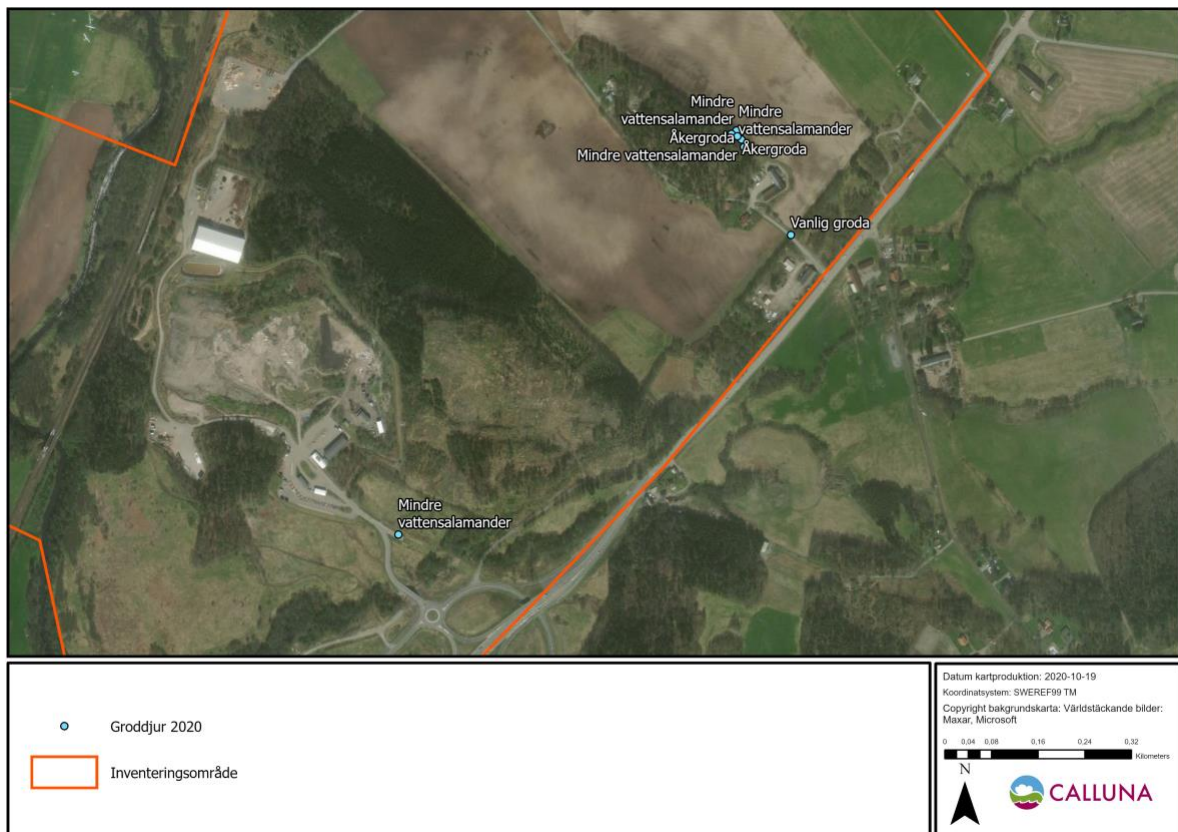 Mindre
vattensalamander
Mindre
vattensalamander
Åkergroda
Mindre vattensalamander
Åkergroda
Vanlig groda
Mindre
vattensalamander
Groddjur 2020
Inventeringsområde
Datum kartproduktion: 2020-10-19
Koordinatsystem: SWEREF99 TM
Copyright bakgrundskarta: Världstäckande bilder:
Maxar, Microsoft
0 0,04 0,08 0,16 0,24 0,32
Kilometers
N
CALLUNA